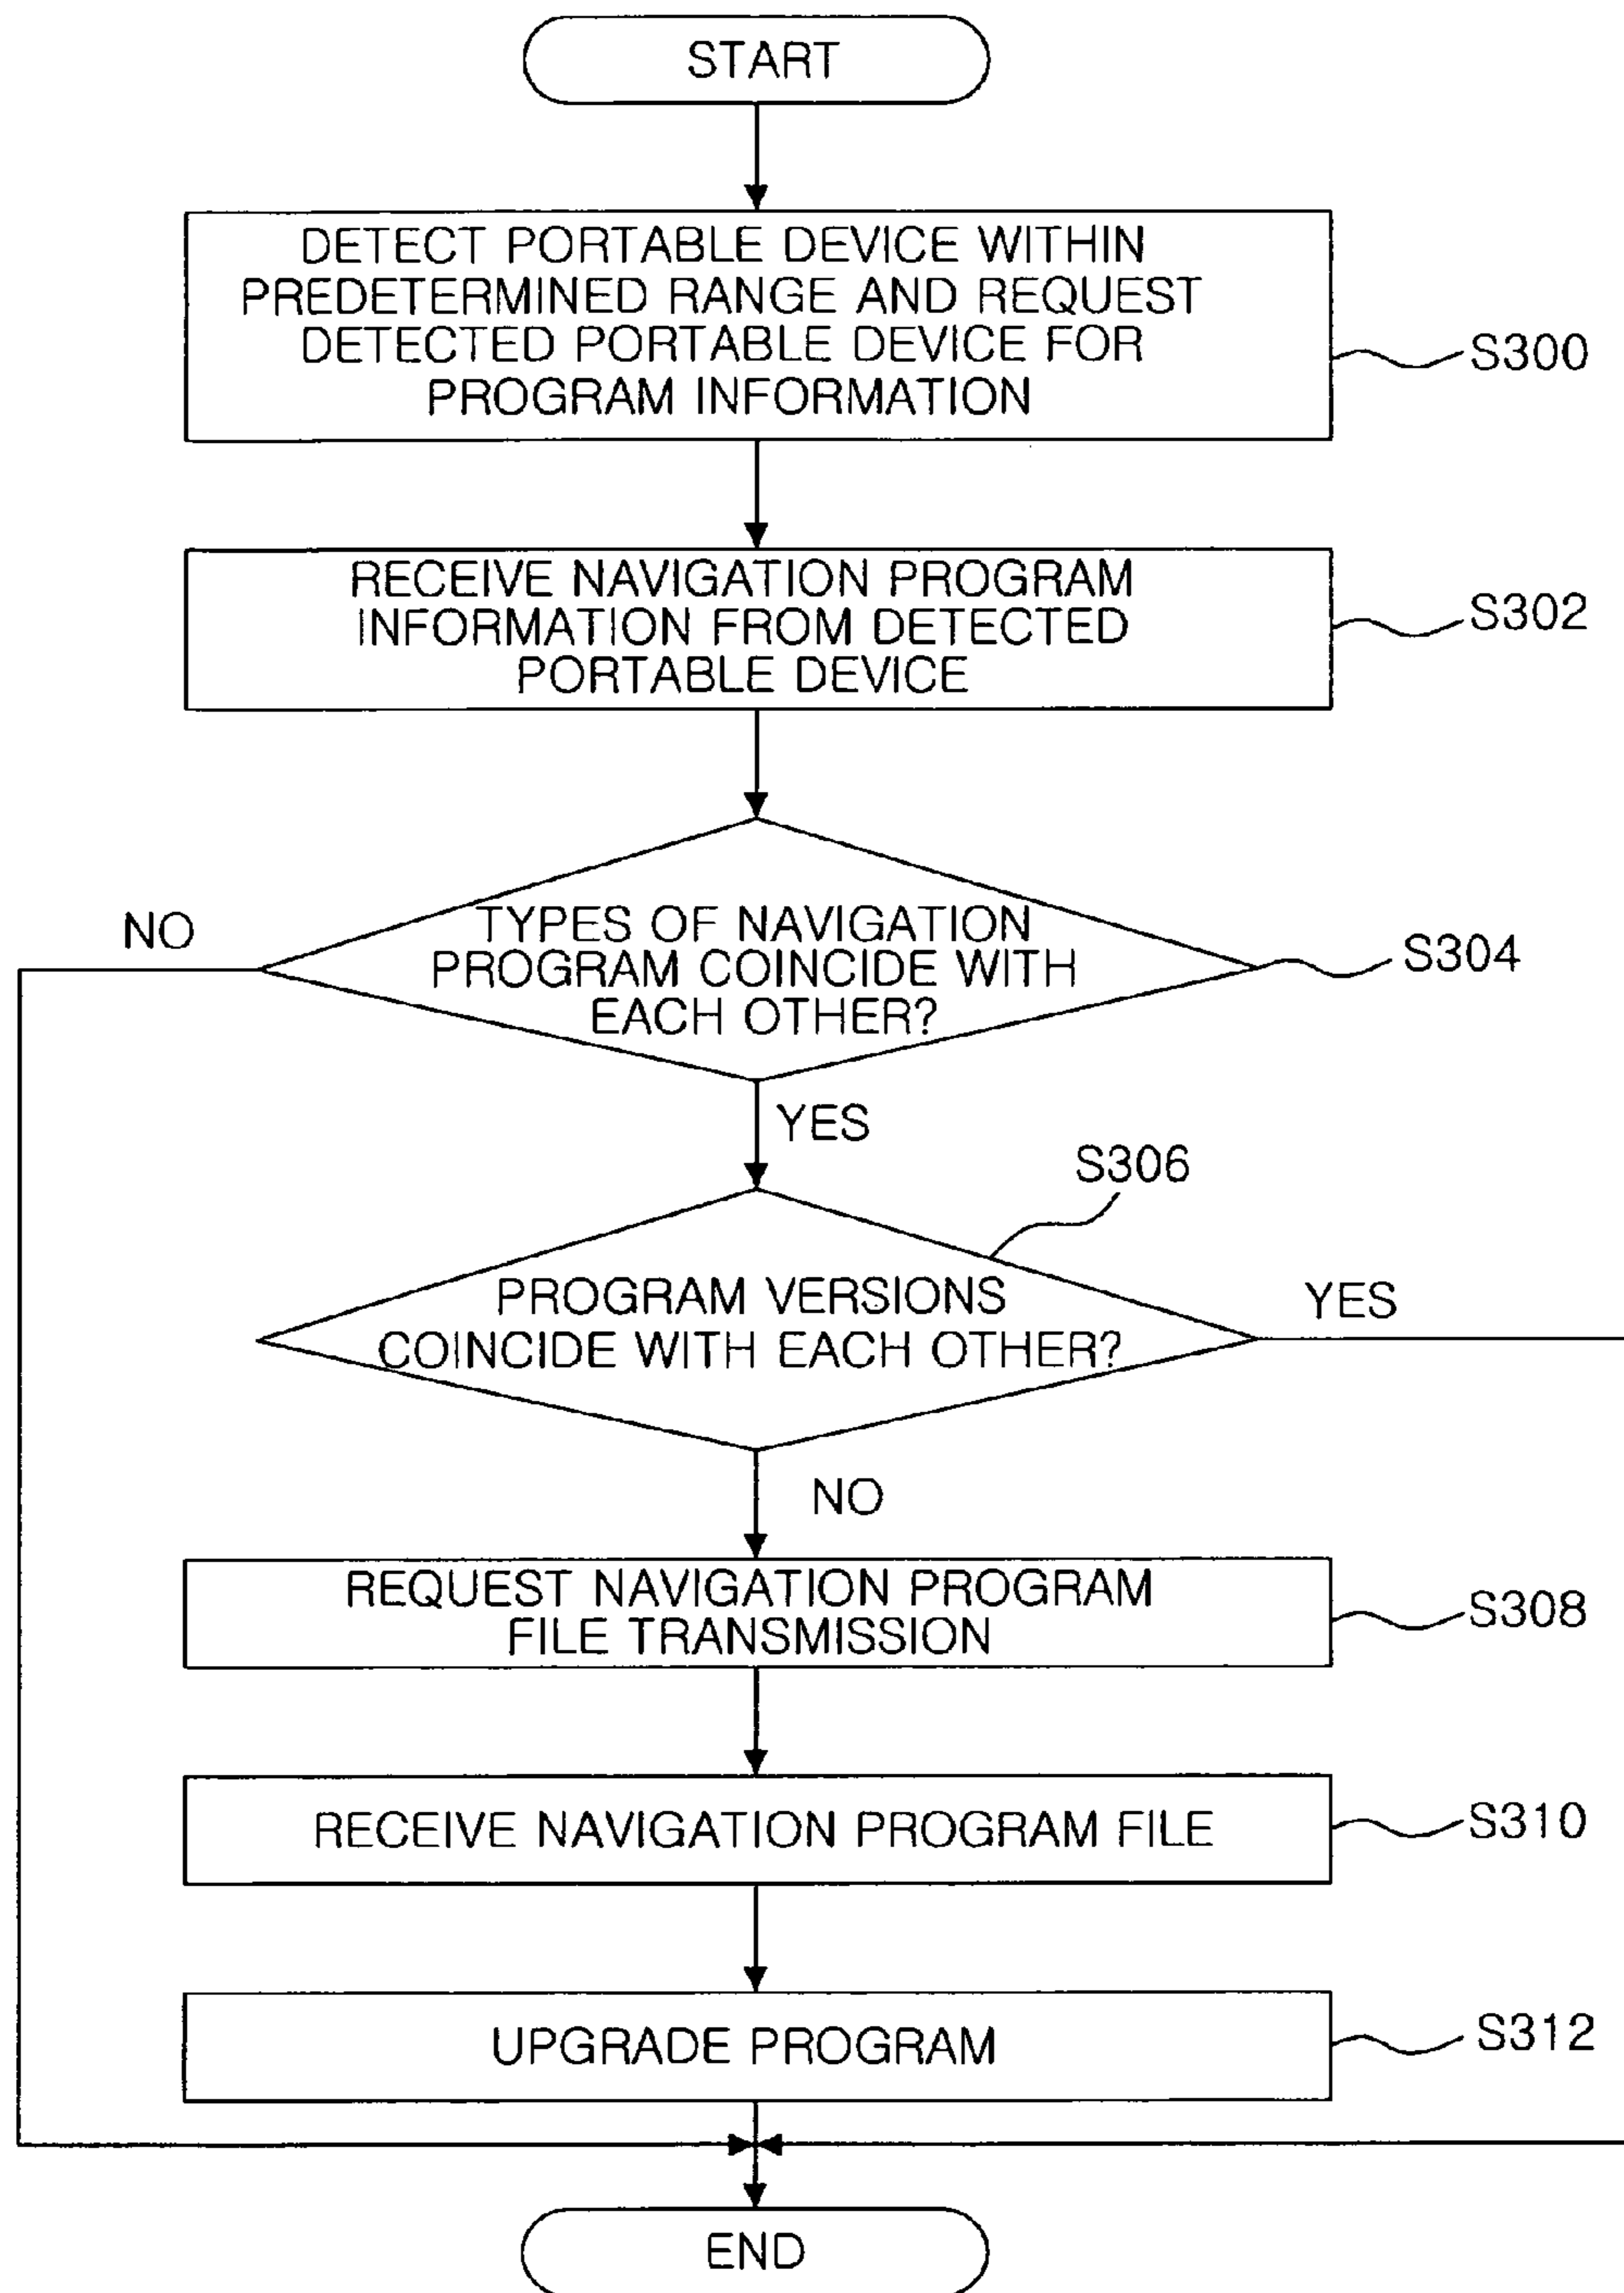 START
DETECT PORTABLE DEVICE WITHIN
PREDETERMINED RANGE AND REQUEST
DETECTED PORTABLE DEVICE FOR
PROGRAM INFORMATION
S300
RECEIVE NAVIGATION PROGRAM
INFORMATION FROM DETECTED
PORTABLE DEVICE
S302
NO
TYPES OF NAVIGATION
PROGRAM COINCIDE WITH
EACH OTHER?
S304
YES
S306
PROGRAM VERSIONS
COINCIDE WITH EACH OTHER?
YES
NO
REQUEST NAVIGATION PROGRAM
FILE TRANSMISSION
S308
RECEIVE NAVIGATION PROGRAM FILE
S310
UPGRADE PROGRAM
S312
END